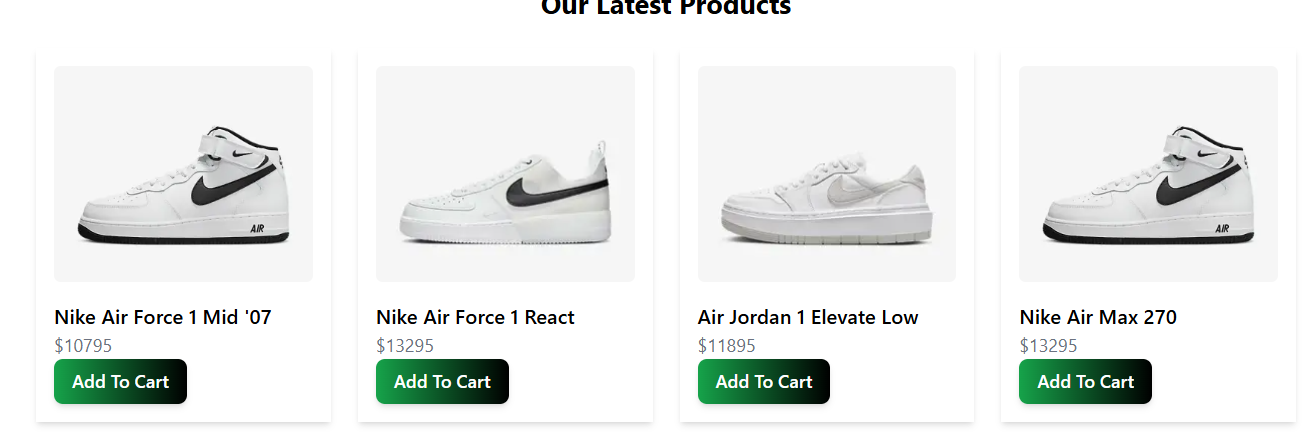 Our Latest Products
AIR
AIR
Nike Air Force 1 Mid '07
Nike Air Force 1 React
Air Jordan 1 Elevate Low
Nike Air Max 270
$10795
$13295
$11895
$13295
Add To Cart
Add To Cart
Add To Cart
Add To Cart